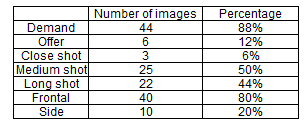 Number of images Percentage
Demand 44 88%
Offer 6 12%
Close shot 3 6%
Medium shot 25 50%
Long shot 22 44%
Frontal 40 80%
Side 10 20%